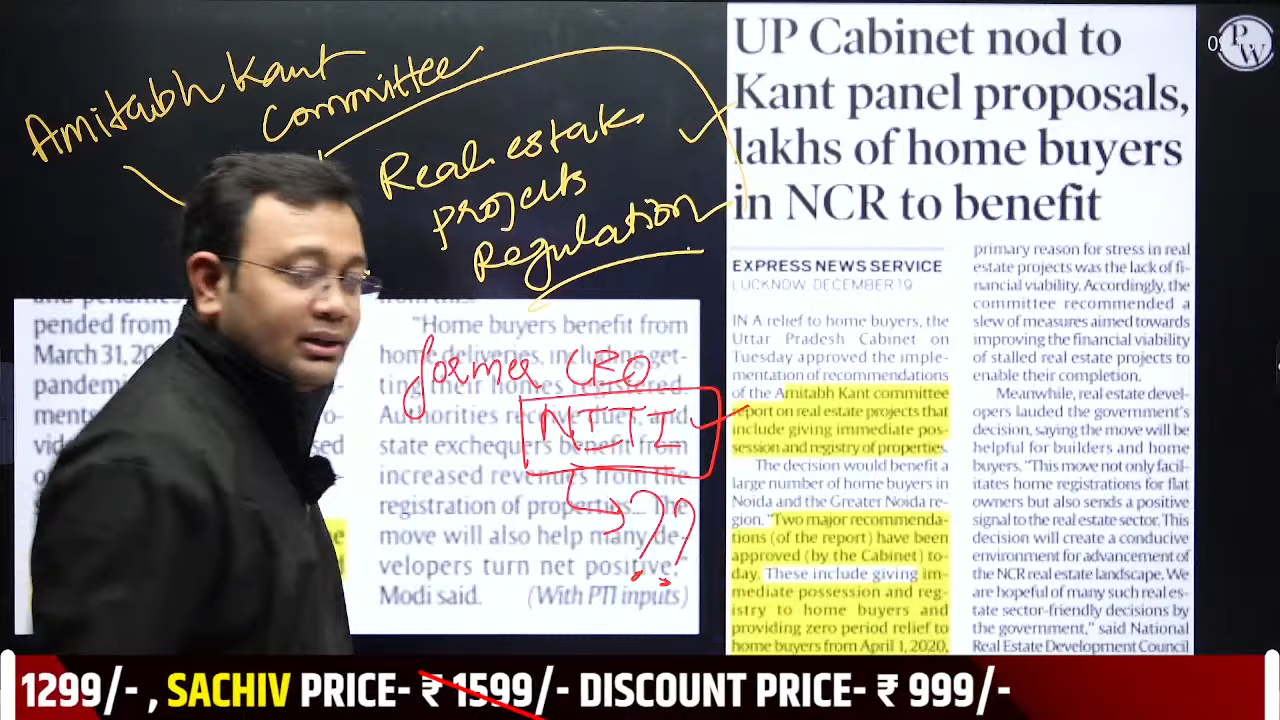 Amitabh Kant
Committee
Real estate
projects
Regulation
former CEO
NITI
??
PW
UP Cabinet nod to
Kant panel proposals,
lakhs of home buyers
in NCR to benefit
EXPRESS NEWS SERVICE
LUCKNOW, DECEMBER 19
IN A relief to home buyers, the
Uttar Pradesh Cabinet on
Tuesday approved the imple-
mentation of recommendations
of the Amitabh Kant committee
report on real estate projects that
include giving immediate pos-
session and registry of properties.
The decision would benefit a
large number of home buyers in
Noida and the Greater Noida re-
gion. "Two major recommenda-
tions (of the report) have been
approved (by the Cabinet) to-
day. These include giving im-
mediate possession and reg-
istry to home buyers and
providing zero period relief to
home buyers from April 1, 2020,
primary reason for stress in real
estate projects was the lack of fi-
nancial viability. Accordingly, the
committee recommended a
slew of measures aimed towards
improving the financial viability
of stalled real estate projects to
enable their completion.
Meanwhile, real estate devel-
opers lauded the government's
decision, saying the move will be
helpful for builders and home
buyers. "This move not only facil-
itates home registrations for flat
owners but also sends a positive
signal to the real estate sector. This
decision will create a conducive
environment for advancement of
the NCR real estate landscape. We
are hopeful of many such real es-
tate sector-friendly decisions by
the government," said National
Real Estate Development Council
pended from
March 31, 20
pandem
ments
vid
"Home buyers benefit from
home deliveries, including get-
ting their homes registered.
Authorities receive dues, and
state exchequers benefit from
increased revenues from the
registration of properties... The
move will also help many de-
velopers turn net positive,"
Modi said. (With PTI inputs)
1299/- , SACHIV PRICE- ₹ 1599/- DISCOUNT PRICE- ₹ 999/-